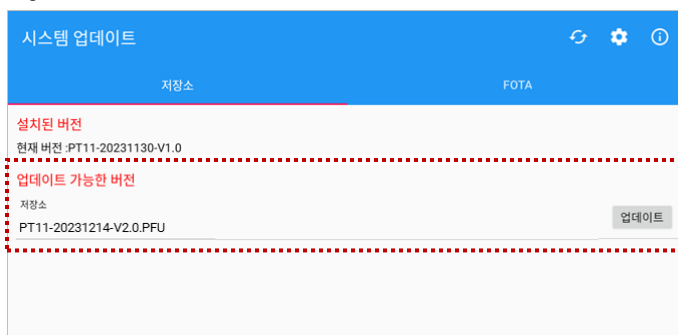 시스템 업데이트
저장소 FOTA
설치된 버전
현재 버전 :PT11-20231130-V1.0
업데이트 가능한 버전
저장소
PT11-20231214-V2.0.PFU
업데이트